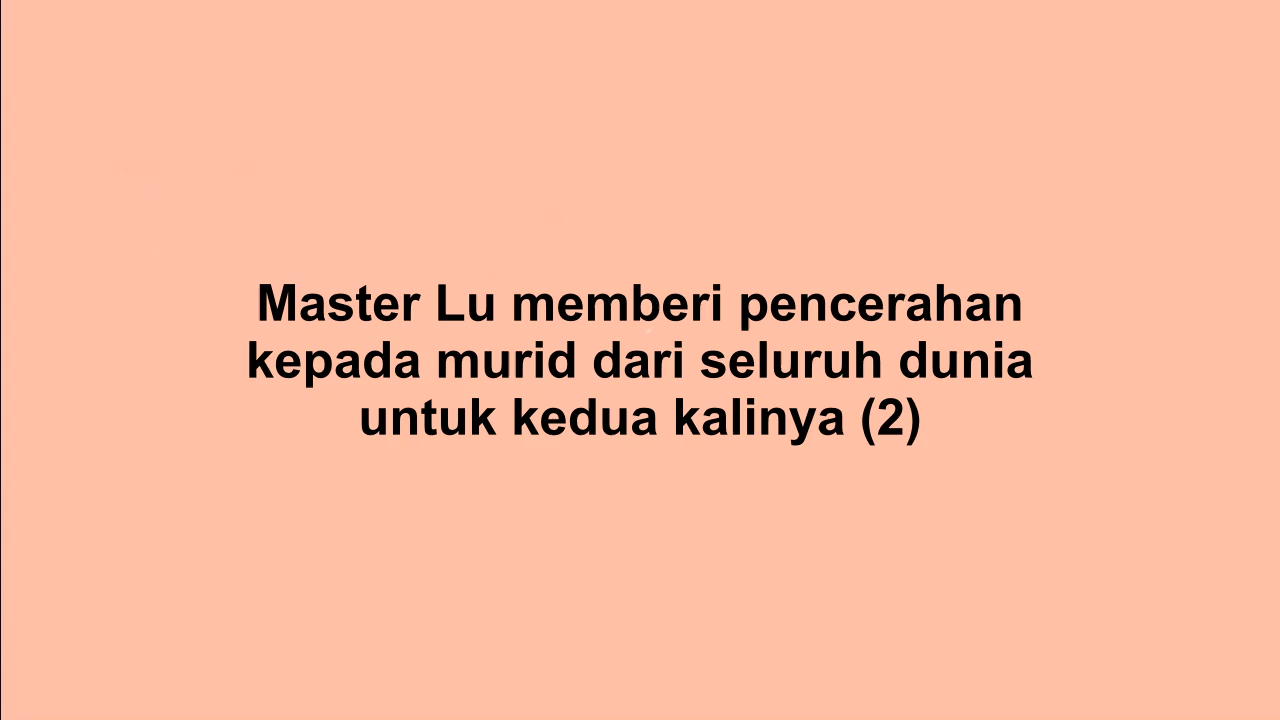 Master Lu memberi pencerahan
kepada murid dari seluruh dunia
untuk kedua kalinya (2)